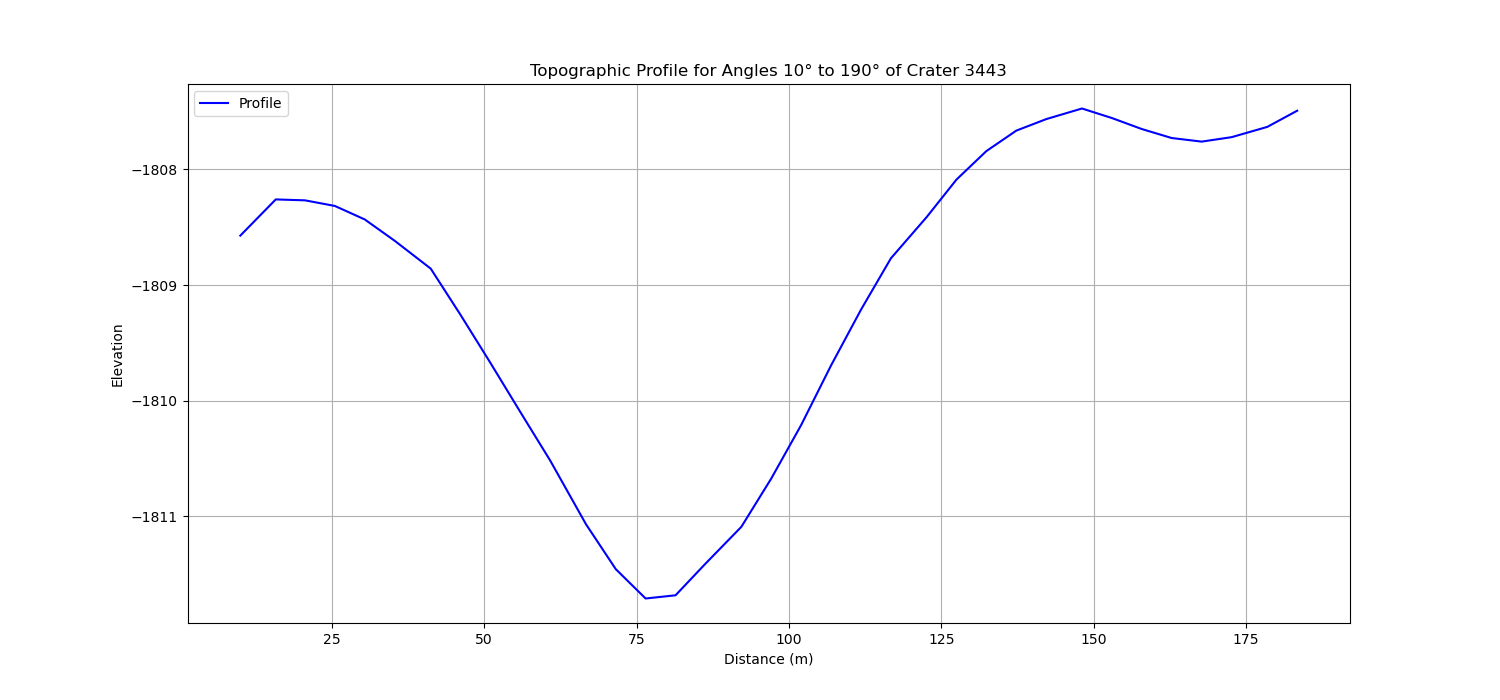 Topographic Profile for Angles 10° to 190° of Crater 3443
Profile
−1808
−1809
−1810
−1811
Elevation
25 50 75 100 125 150 175
Distance (m)